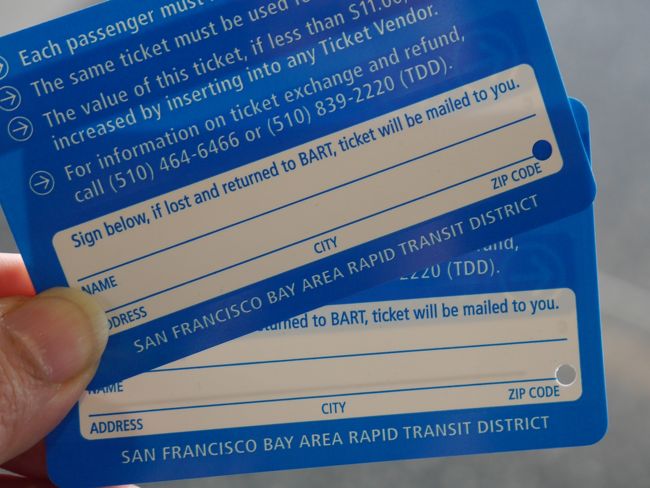 Each passenger must
The same ticket must be used
The value of this ticket, if less than $11.00,
increased by inserting into any Ticket Vendor.
For information on ticket exchange and refund,
call (510) 464-6466 or (510) 839-2220 (TDD).
Sign below, if lost and returned to BART, ticket will be mailed to you.
NAME
ADDRESS CITY ZIP CODE
SAN FRANCISCO BAY AREA RAPID TRANSIT DISTRICT
2220 (TDD).
returned to BART, ticket will be mailed to you.
NAME
ADDRESS CITY ZIP CODE
SAN FRANCISCO BAY AREA RAPID TRANSIT DISTRICT